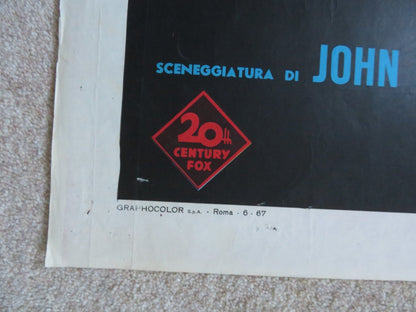 SCENEGGIATURA DI JOHN
20th
CENTURY
FOX
GRAPHOCOLOR S.p.A. - Roma - 6 - 67